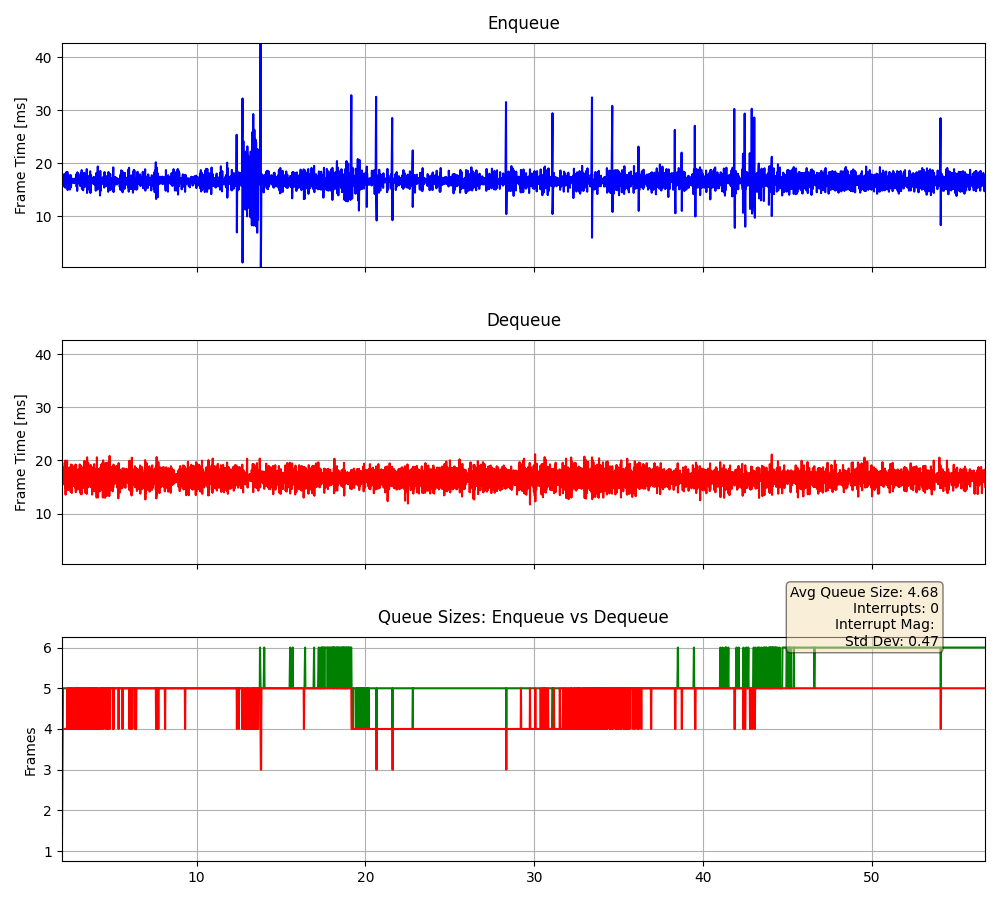 Enqueue
Frame Time [ms]
40
30
20
10
Dequeue
Frame Time [ms]
40
30
20
10
Avg Queue Size: 4.68
Interrupts: 0
Interrupt Mag:
Std Dev: 0.47
Queue Sizes: Enqueue vs Dequeue
Frames
6
5
4
3
2
1
10 20 30 40 50